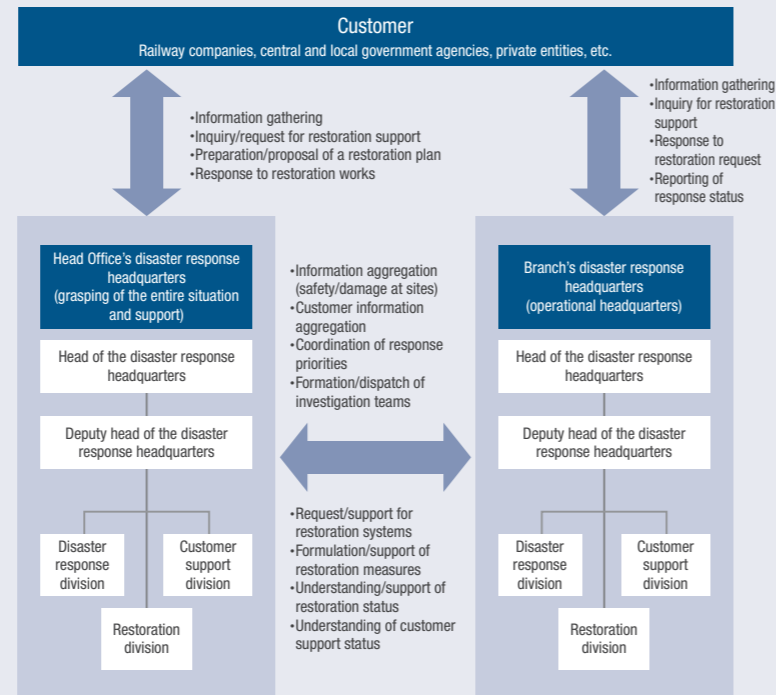 Customer
Railway companies, central and local government agencies, private entities, etc.
•Information gathering
•Inquiry/request for restoration support
•Preparation/proposal of a restoration plan
•Response to restoration works
•Information gathering
•Inquiry for restoration
support
•Response to
restoration request
•Reporting of
response status
Head Office's disaster response
headquarters
(grasping of the entire situation
and support)
Head of the disaster response
headquarters
Deputy head of the disaster
response headquarters
Disaster
response
division
Customer
support
division
Restoration
division
•Information aggregation
(safety/damage at sites)
•Customer information
aggregation
•Coordination of response
priorities
•Formation/dispatch of
investigation teams
•Request/support for
restoration systems
•Formulation/support of
restoration measures
•Understanding/support of
restoration status
•Understanding of customer
support status
Branch's disaster response
headquarters
(operational headquarters)
Head of the disaster response
headquarters
Deputy head of the disaster
response headquarters
Disaster
response
division
Customer
support
division
Restoration
division